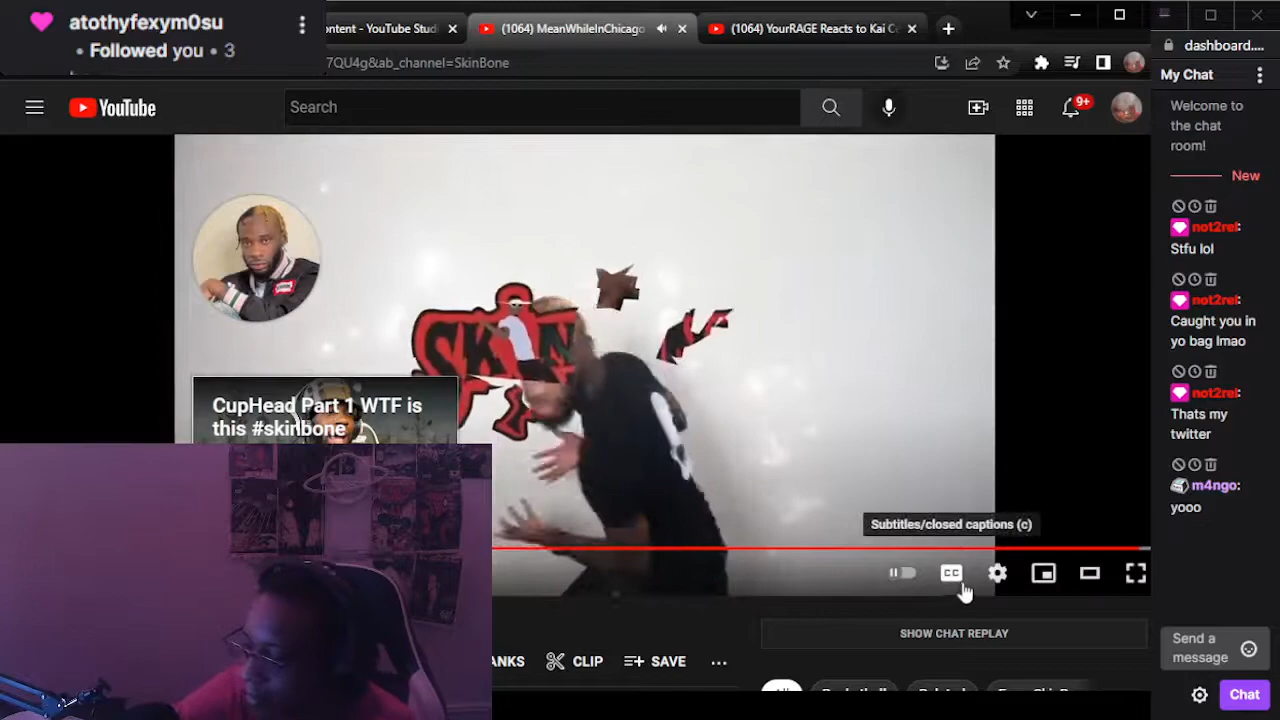 atothyfexym0su
• Followed you • 3
ntent - YouTube Stud
(1064) MeanWhileInChicago
(1064) YourRAGE Reacts to Kai C
dashboard....
7QU4g&ab_channel=SkinBone
My Chat
YouTube
Search
9+
Welcome to
the chat
room!
New
not2rel:
Stfu lol
not2rel:
Caught you in
yo bag lmao
not2rel:
Thats my
twitter
m4ngo:
yooo
SKIN
CupHead Part 1 WTF is
this #skinbone
Subtitles/closed captions (c)
CC
SHOW CHAT REPLAY
ANKS
CLIP
SAVE
Send a
message
Chat